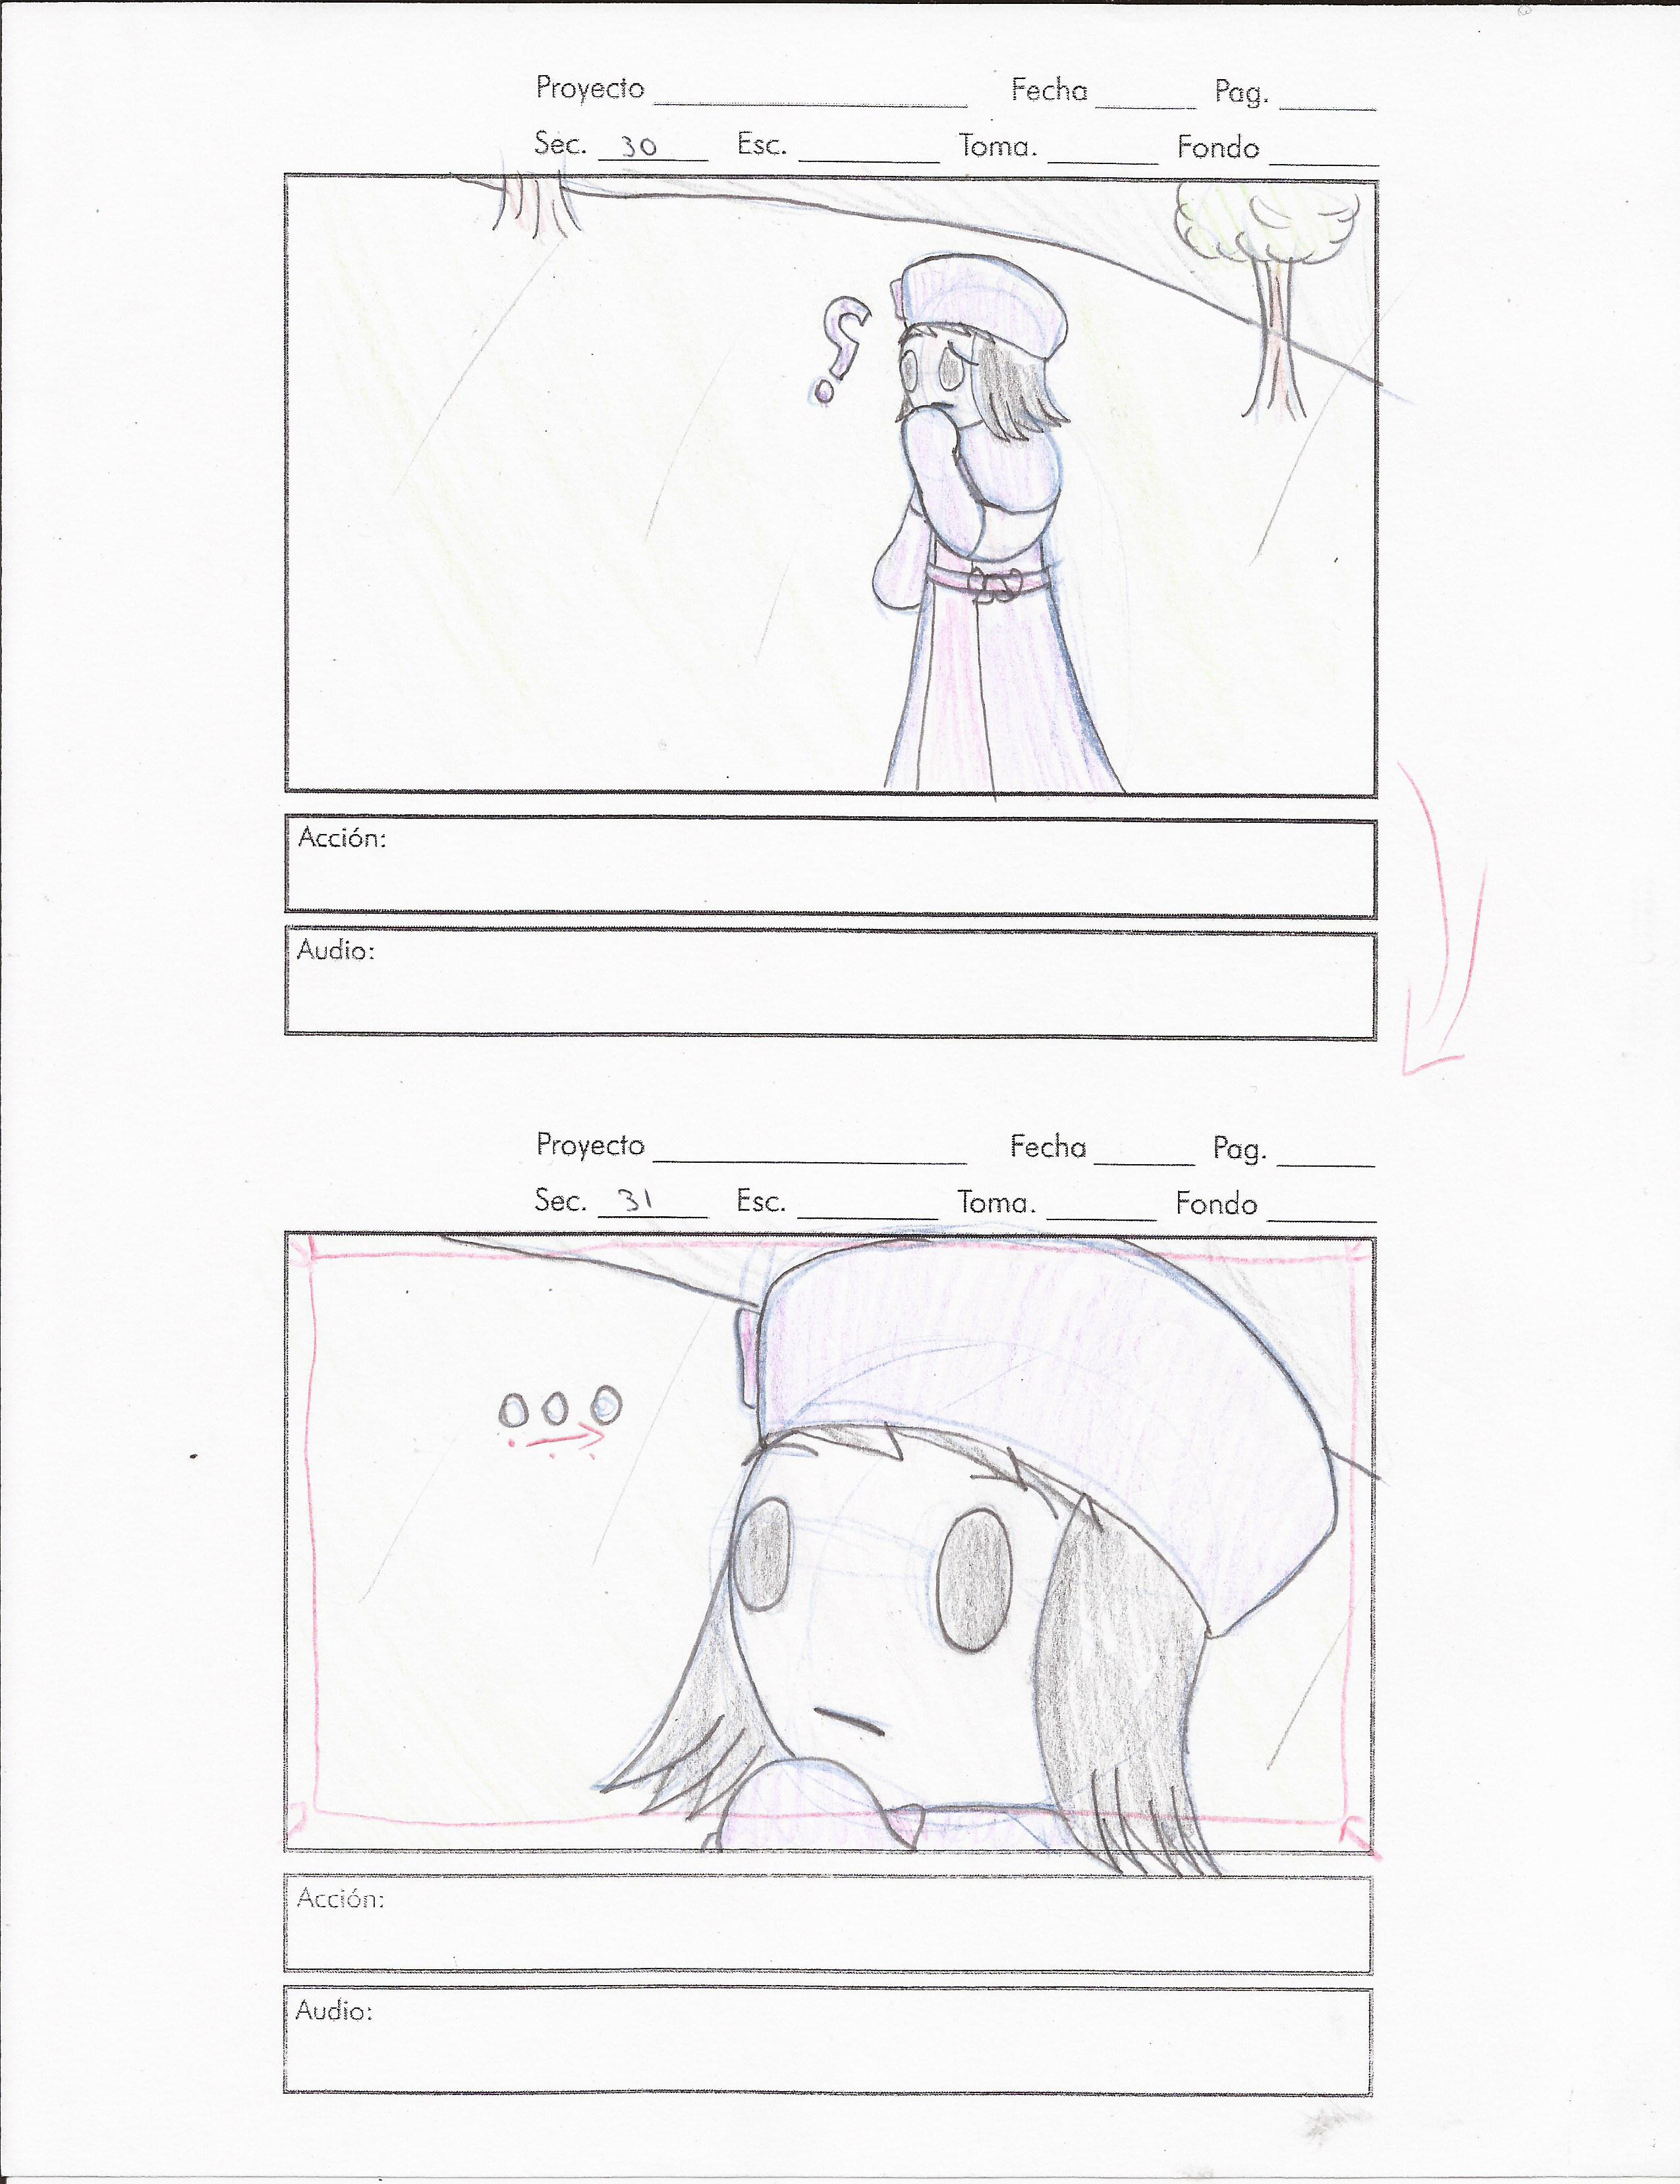 Proyecto Fecha Pag.
Sec. 30 Esc. Toma. Fondo
?
Acción:
Audio:
Proyecto Fecha Pag.
Sec. 31 Esc. Toma. Fondo
...
Acción:
Audio: